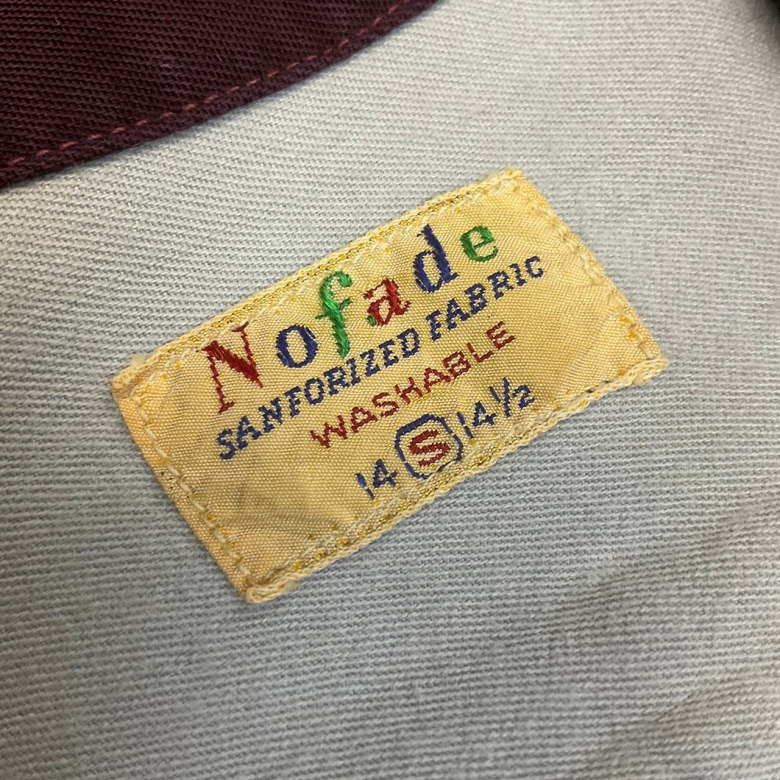 Nofade
SANFORIZED FABRIC
WASHABLE
14 S 14½